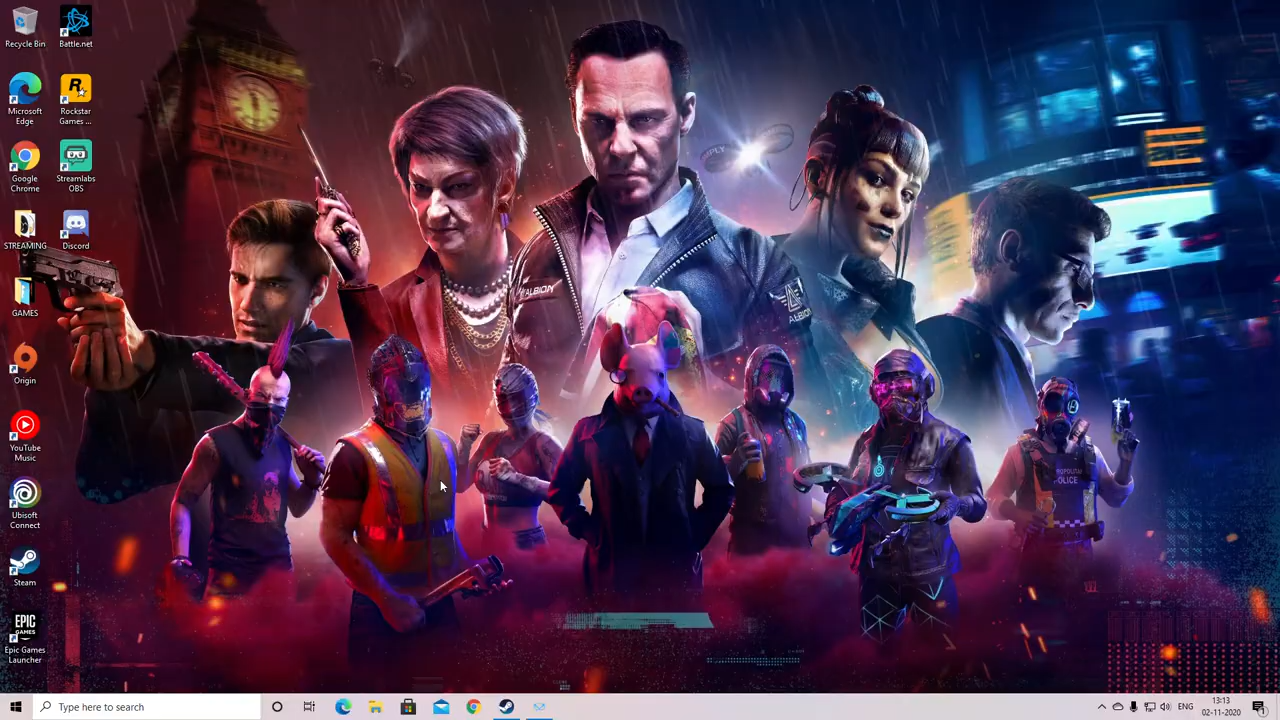 Recycle Bin
Battle.net
Microsoft
Edge
Rockstar
Games ...
Google
Chrome
Streamlabs
OBS
STREAMING
Discord
GAMES
Origin
YouTube
Music
Ubisoft
Connect
Steam
EPIC
GAMES
Epic Games
Launcher
ALBION
METROPOLITAN
POLICE
Type here to search
ENG
13:13
02-11-2020
1